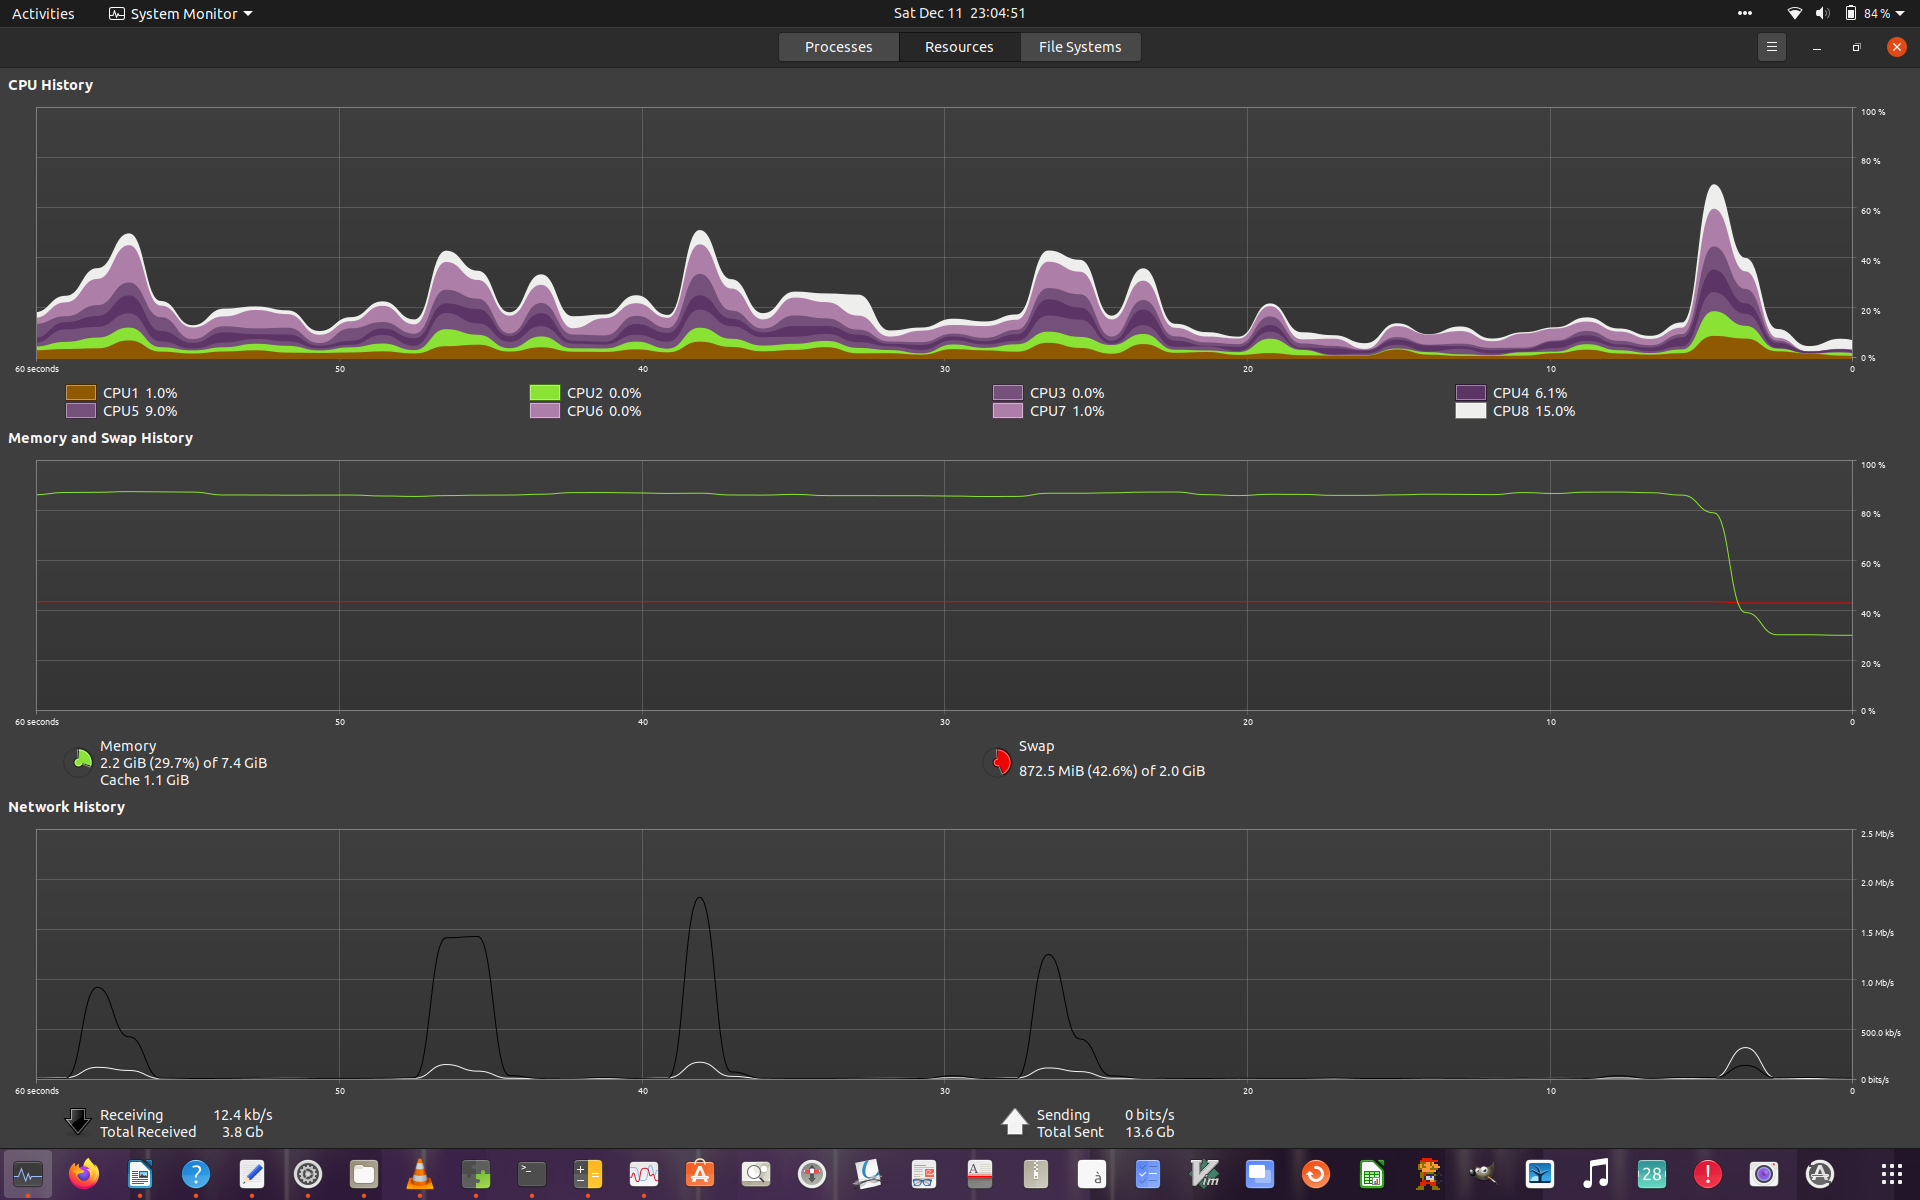 Activities System Monitor Sat Dec 11 23:04:51 84 %
Processes Resources File Systems
CPU History
100 %
80 %
60 %
40 %
20 %
0 %
60 seconds 50 40 30 20 10 0
CPU1 1.0% CPU2 0.0% CPU3 0.0% CPU4 6.1%
CPU5 9.0% CPU6 0.0% CPU7 1.0% CPU8 15.0%
Memory and Swap History
100 %
80 %
60 %
40 %
20 %
0 %
60 seconds 50 40 30 20 10 0
Memory
2.2 GiB (29.7%) of 7.4 GiB
Cache 1.1 GiB
Swap
872.5 MiB (42.6%) of 2.0 GiB
Network History
2.5 Mb/s
2.0 Mb/s
1.5 Mb/s
1.0 Mb/s
500.0 kb/s
0 bits/s
60 seconds 50 40 30 20 10 0
Receiving 12.4 kb/s
Total Received 3.8 Gb
Sending 0 bits/s
Total Sent 13.6 Gb
? >_ A à Vim 28 !